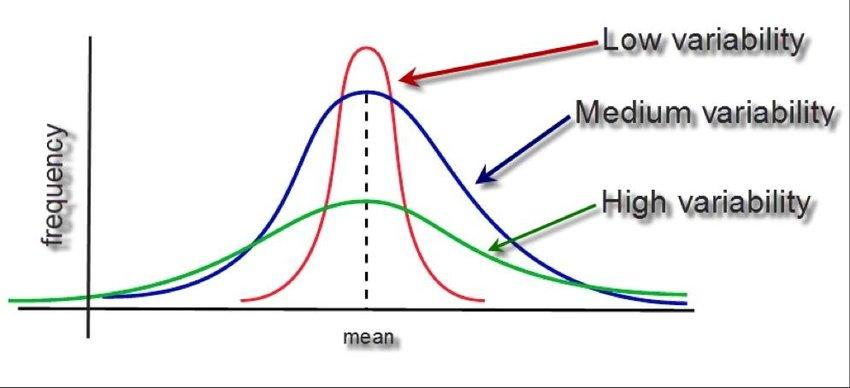 Low variability
Medium variability
High variability
frequency
mean